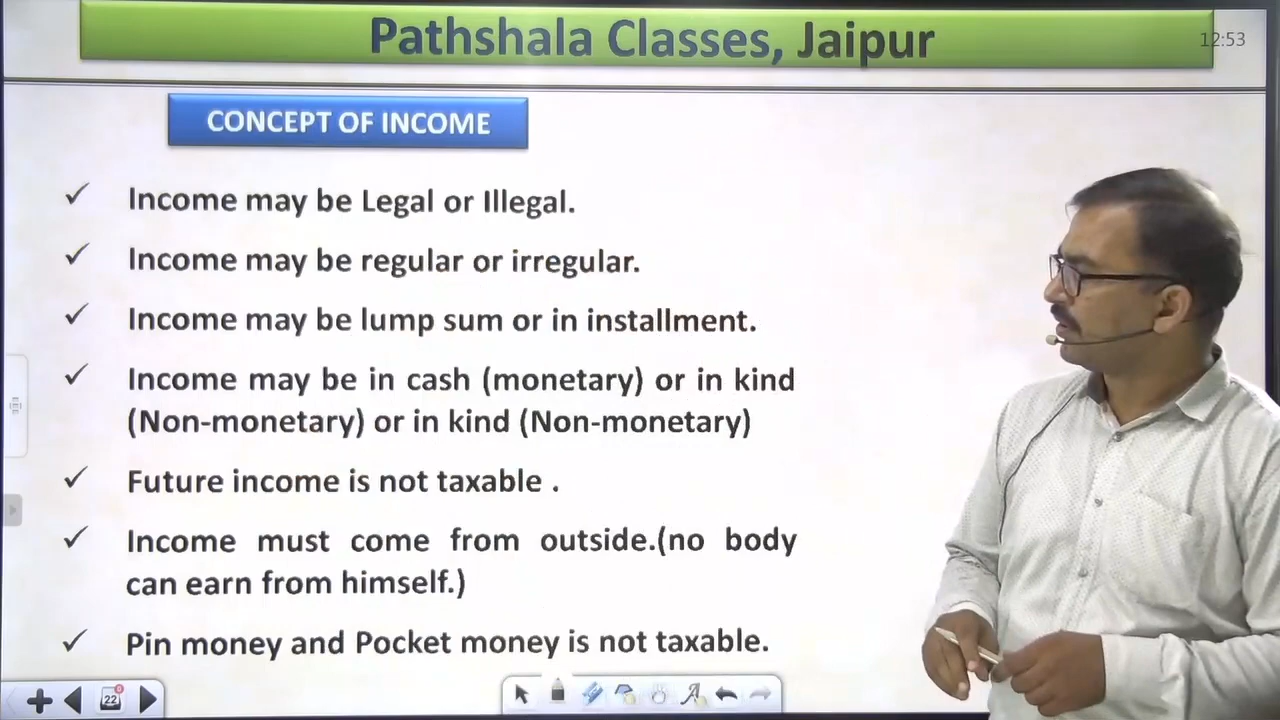 Pathshala Classes, Jaipur
12:53
CONCEPT OF INCOME
✓ Income may be Legal or Illegal.
✓ Income may be regular or irregular.
✓ Income may be lump sum or in installment.
✓ Income may be in cash (monetary) or in kind
(Non-monetary) or in kind (Non-monetary)
✓ Future income is not taxable .
✓ Income must come from outside.(no body
can earn from himself.)
✓ Pin money and Pocket money is not taxable.
22